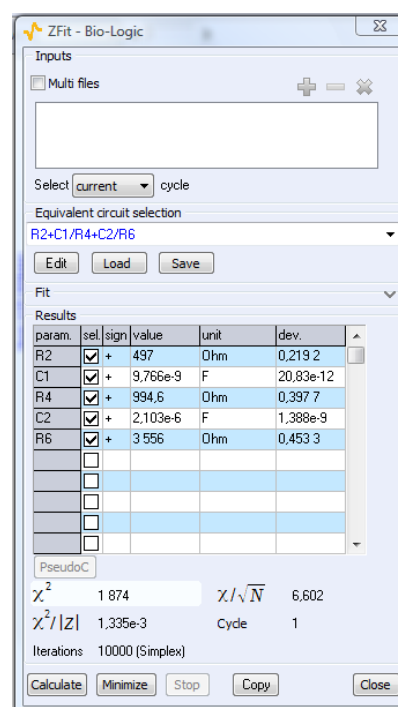 ZFit - Bio-Logic
Inputs
Multi files
Select current cycle
Equivalent circuit selection
R2+C1/R4+C2/R6
Edit Load Save
Fit
Results
param. sel. sign value unit dev.
R2 + 497 Ohm 0,219 2
C1 + 9,766e-9 F 20,83e-12
R4 + 994,6 Ohm 0,397 7
C2 + 2,103e-6 F 1,388e-9
R6 + 3 556 Ohm 0,453 3
PseudoC
χ² 1 874 χ/√N 6,602
χ²/|Z| 1,335e-3 Cycle 1
Iterations 10000 (Simplex)
Calculate Minimize Stop Copy Close